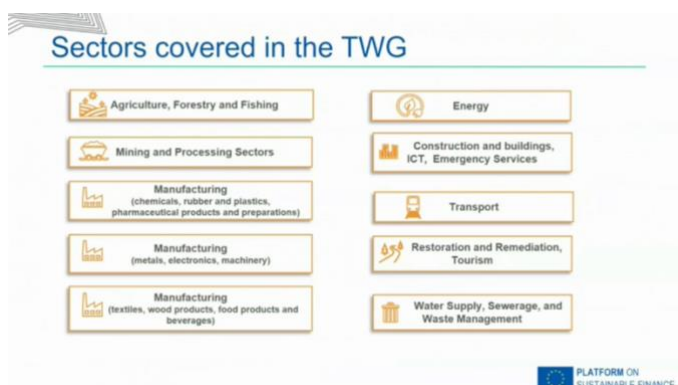 Sectors covered in the TWG
Agriculture, Forestry and Fishing
Mining and Processing Sectors
Manufacturing
(chemicals, rubber and plastics,
pharmaceutical products and preparations)
Manufacturing
(metals, electronics, machinery)
Manufacturing
(textiles, wood products, food products and
beverages)
Energy
Construction and buildings,
ICT, Emergency Services
Transport
Restoration and Remediation,
Tourism
Water Supply, Sewerage, and
Waste Management
PLATFORM ON
SUSTAINABLE FINANCE